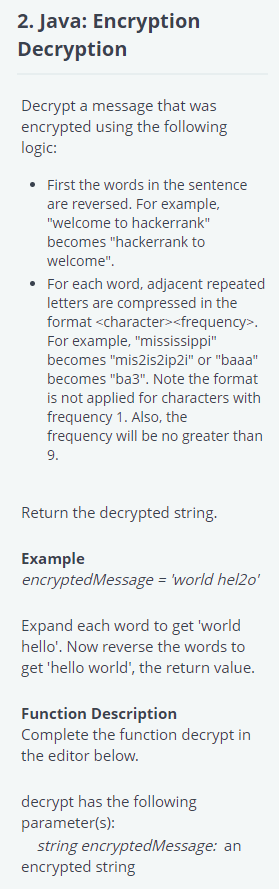 2. Java: Encryption
Decryption
Decrypt a message that was
encrypted using the following
logic:
• First the words in the sentence
are reversed. For example,
"welcome to hackerrank"
becomes "hackerrank to
welcome".
• For each word, adjacent repeated
letters are compressed in the
format <character><frequency>.
For example, "mississippi"
becomes "mis2is2ip2i" or "baaa"
becomes "ba3". Note the format
is not applied for characters with
frequency 1. Also, the
frequency will be no greater than
9.
Return the decrypted string.
Example
encryptedMessage = 'world hel2o'
Expand each word to get 'world
hello'. Now reverse the words to
get 'hello world', the return value.
Function Description
Complete the function decrypt in
the editor below.
decrypt has the following
parameter(s):
string encryptedMessage: an
encrypted string